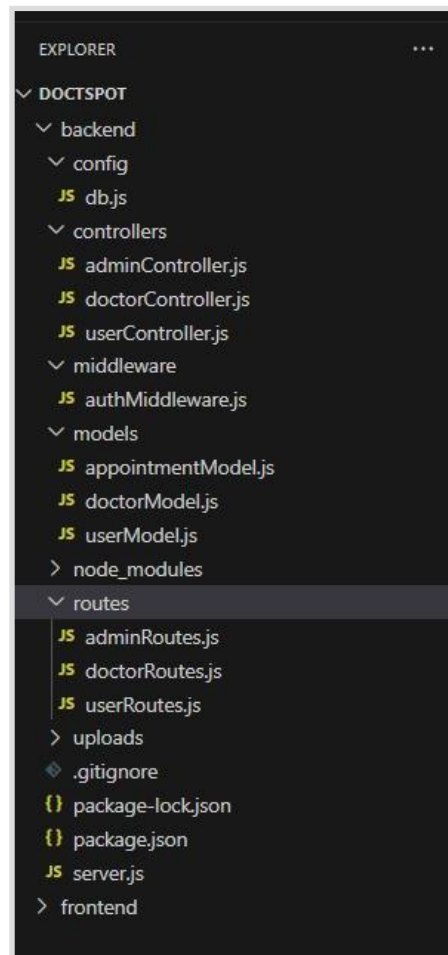 EXPLORER ...
DOCTSPOT
backend
config
JS db.js
controllers
JS adminController.js
JS doctorController.js
JS userController.js
middleware
JS authMiddleware.js
models
JS appointmentModel.js
JS doctorModel.js
JS userModel.js
node_modules
routes
JS adminRoutes.js
JS doctorRoutes.js
JS userRoutes.js
uploads
.gitignore
{} package-lock.json
{} package.json
JS server.js
frontend